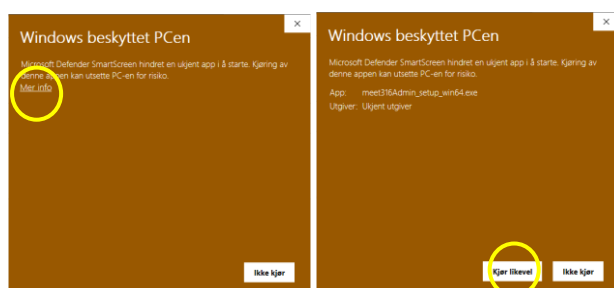 Windows beskyttet PCen
Microsoft Defender SmartScreen hindret en ukjent app i å starte. Kjøring av
denne appen kan utsette PC-en for risiko.
Mer info
Ikke kjør
Windows beskyttet PCen
Microsoft Defender SmartScreen hindret en ukjent app i å starte. Kjøring av
denne appen kan utsette PC-en for risiko.
App: meet316Admin_setup_win64.exe
Utgiver: Ukjent utgiver
Kjør likevel Ikke kjør